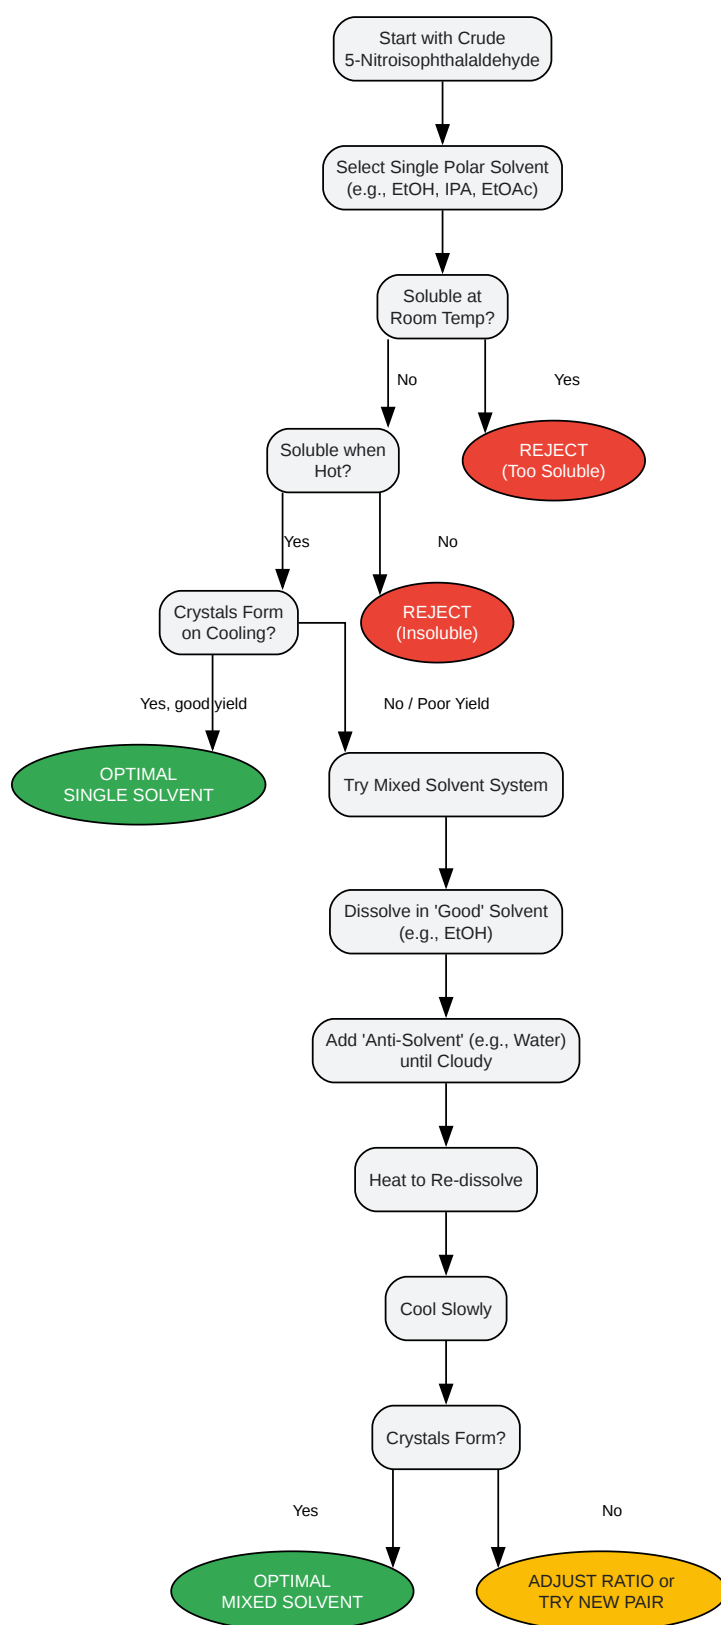 Start with Crude
5-Nitroisophthalaldehyde
Select Single Polar Solvent
(e.g., EtOH, IPA, EtOAc)
Soluble at
Room Temp?
No
Yes
Soluble when
Hot?
REJECT
(Too Soluble)
Yes
No
Crystals Form
on Cooling?
REJECT
(Insoluble)
Yes, good yield
No / Poor Yield
OPTIMAL
SINGLE SOLVENT
Try Mixed Solvent System
Dissolve in 'Good' Solvent
(e.g., EtOH)
Add 'Anti-Solvent' (e.g., Water)
until Cloudy
Heat to Re-dissolve
Cool Slowly
Crystals Form?
Yes
No
OPTIMAL
MIXED SOLVENT
ADJUST RATIO or
TRY NEW PAIR